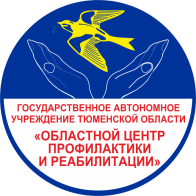 ГОСУДАРСТВЕННОЕ АВТОНОМНОЕ
УЧРЕЖДЕНИЕ ТЮМЕНСКОЙ ОБЛАСТИ
«ОБЛАСТНОЙ ЦЕНТР
ПРОФИЛАКТИКИ
И РЕАБИЛИТАЦИИ»